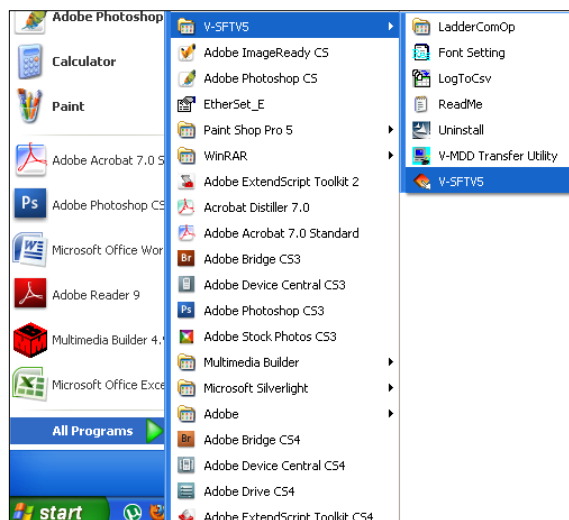 Adobe Photoshop
Calculator
Paint
Adobe Acrobat 7.0 S
Adobe Photoshop CS
Microsoft Office Wor
Adobe Reader 9
Multimedia Builder 4.9
Microsoft Office Exce
All Programs
start
V-SFTV5
Adobe ImageReady CS
Adobe Photoshop CS
EtherSet_E
Paint Shop Pro 5
WinRAR
Adobe ExtendScript Toolkit 2
Acrobat Distiller 7.0
Adobe Acrobat 7.0 Standard
Adobe Bridge CS3
Adobe Device Central CS3
Adobe Photoshop CS3
Adobe Stock Photos CS3
Multimedia Builder
Microsoft Silverlight
Adobe
Adobe Bridge CS4
Adobe Device Central CS4
Adobe Drive CS4
Adobe ExtendScript Toolkit CS4
LadderComOp
Font Setting
LogToCsv
ReadMe
Uninstall
V-MDD Transfer Utility
V-SFTV5